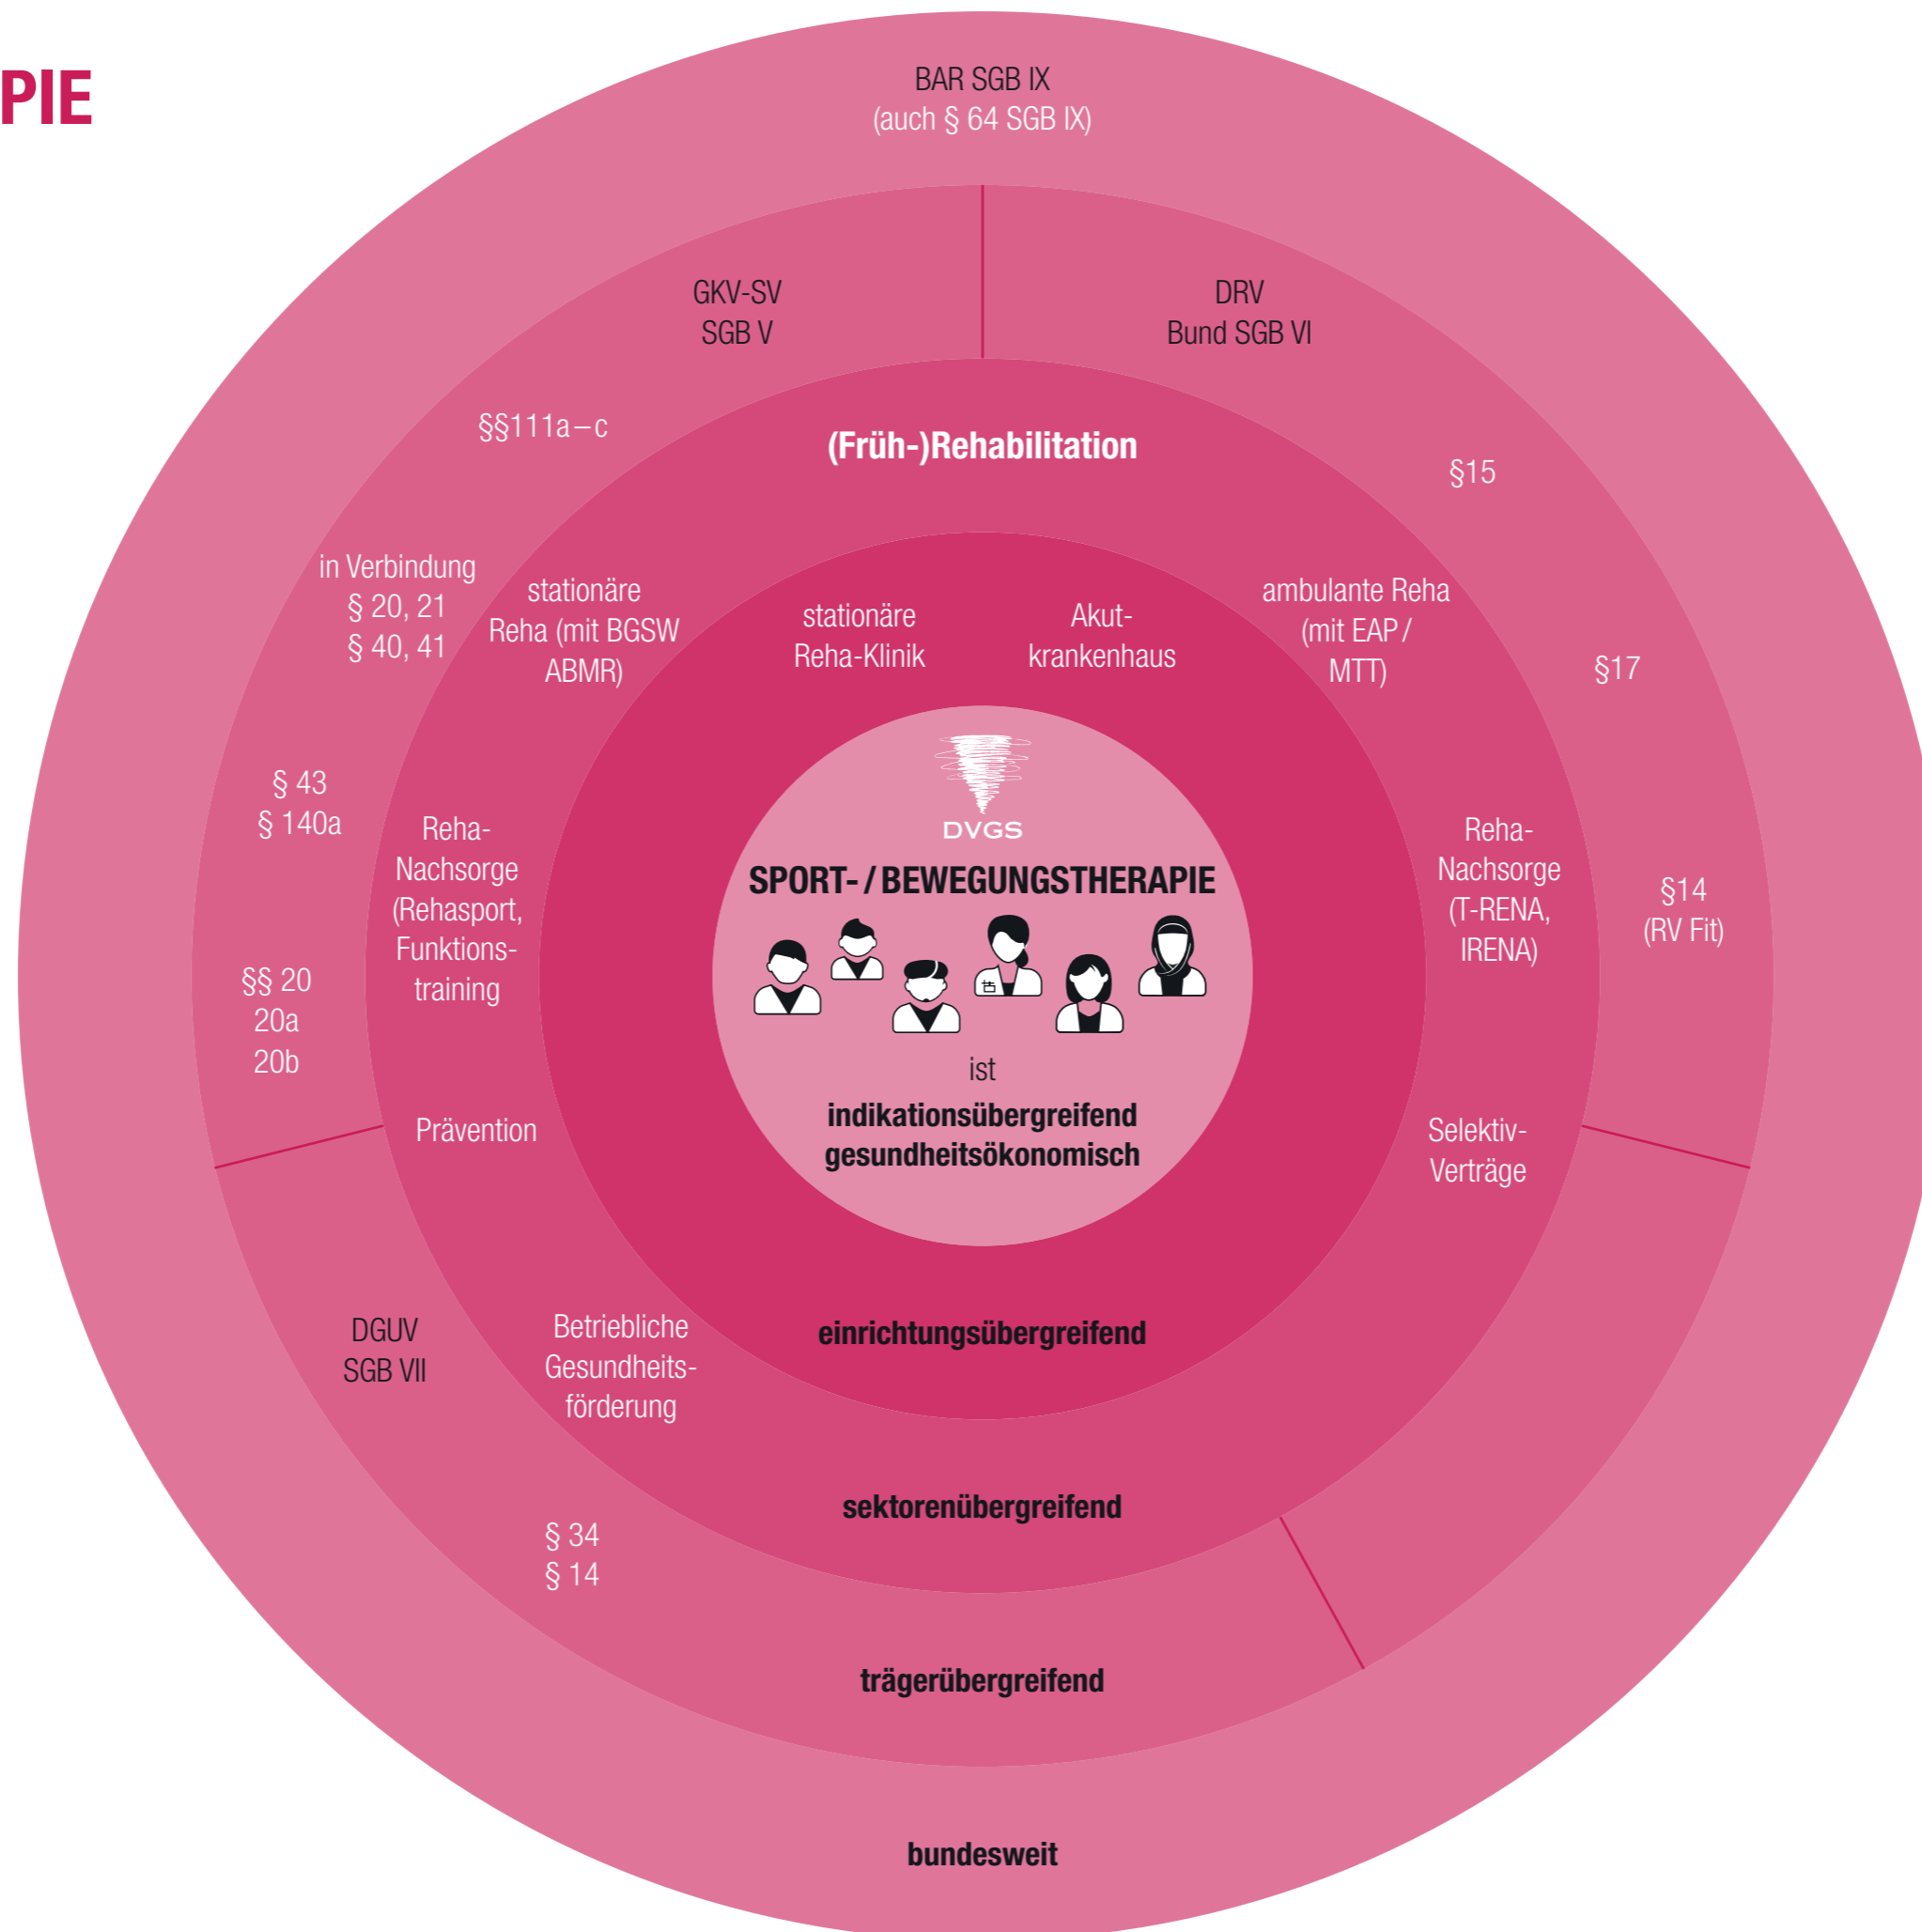 PIE
BAR SGB IX
(auch § 64 SGB IX)
GKV-SV
SGB V
DRV
Bund SGB VI
§§111a–c
(Früh-)Rehabilitation
§15
in Verbindung
§ 20, 21
§ 40, 41
stationäre
Reha (mit BGSW
ABMR)
stationäre
Reha-Klinik
Akut-
krankenhaus
ambulante Reha
(mit EAP /
MTT)
§17
§ 43
§ 140a
Reha-
Nachsorge
(Rehasport,
Funktions-
training
DVGS
SPORT- / BEWEGUNGSTHERAPIE
Reha-
Nachsorge
(T-RENA,
IRENA)
§14
(RV Fit)
§§ 20
20a
20b
ist
indikationsübergreifend
gesundheitsökonomisch
Prävention
Selektiv-
Verträge
DGUV
SGB VII
Betriebliche
Gesundheits-
förderung
einrichtungsübergreifend
sektorenübergreifend
§ 34
§ 14
trägerübergreifend
bundesweit